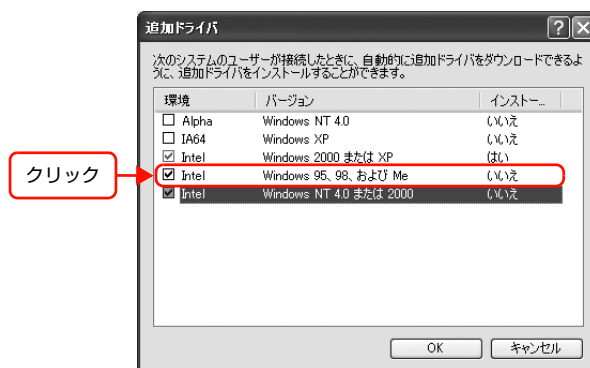 追加ドライバ
次のシステムのユーザーが接続したときに、自動的に追加ドライバをダウンロードできるよ
うに、追加ドライバをインストールすることができます。
環境 バージョン インストー...
Alpha Windows NT 4.0 いいえ
IA64 Windows XP いいえ
Intel Windows 2000 または XP はい
クリック
Intel Windows 95、98、および Me いいえ
Intel Windows NT 4.0 または 2000 いいえ
OK キャンセル